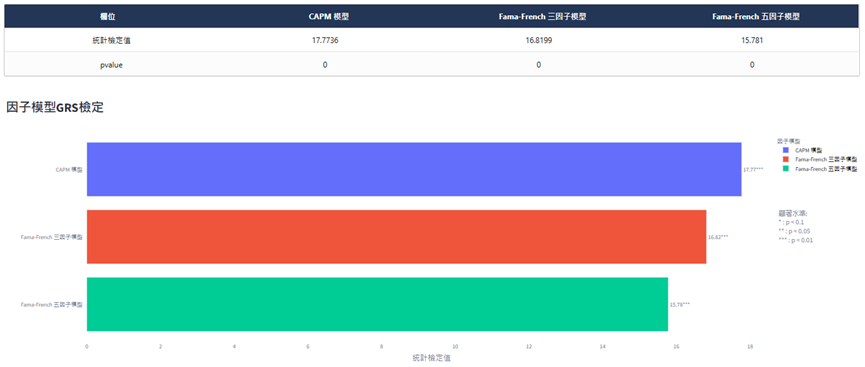 欄位 CAPM 模型 Fama-French 三因子模型 Fama-French 五因子模型
統計檢定值 17.7736 16.8199 15.781
pvalue 0 0 0
因子模型GRS檢定
因子模型
CAPM 模型
Fama-French 三因子模型
Fama-French 五因子模型
CAPM 模型 17.77***
顯著水準:
* : p < 0.1
** : p < 0.05
*** : p < 0.01
Fama-French 三因子模型 16.82***
Fama-French 五因子模型 15.78***
0 2 4 6 8 10 12 14 16 18
統計檢定值